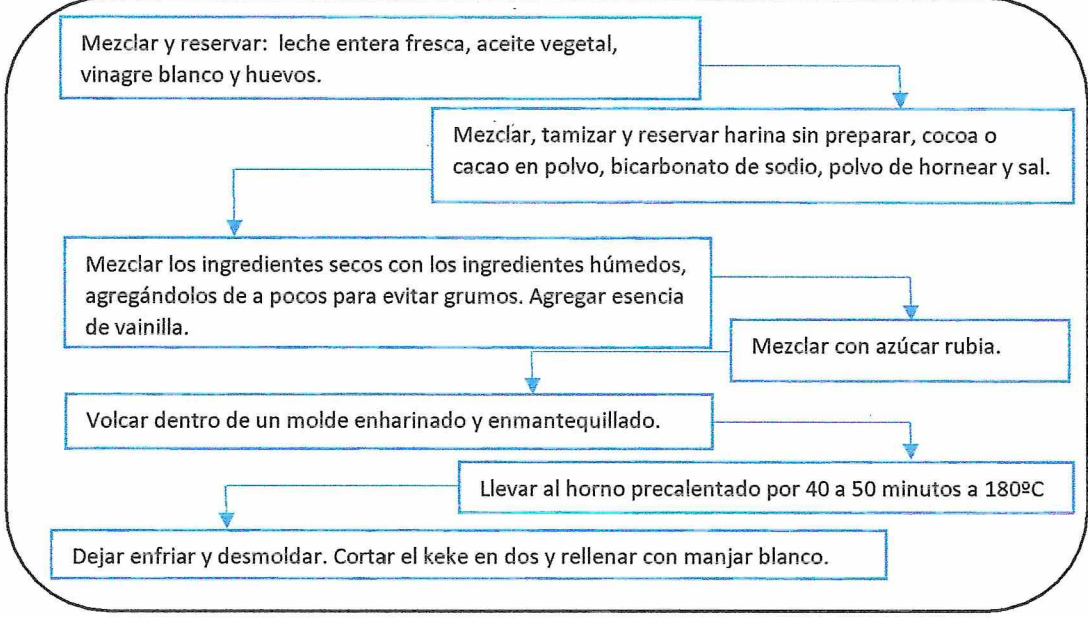 Mezclar y reservar:  leche entera fresca, aceite vegetal,
vinagre blanco y huevos.
Mezclar, tamizar y reservar harina sin preparar, cocoa o
cacao en polvo, bicarbonato de sodio, polvo de hornear y sal.
Mezclar los ingredientes secos con los ingredientes húmedos,
agregándolos de a pocos para evitar grumos. Agregar esencia
de vainilla.
Mezclar con azúcar rubia.
Volcar dentro de un molde enharinado y enmantequillado.
Llevar al horno precalentado por 40 a 50 minutos a 180ºC
Dejar enfriar y desmoldar. Cortar el keke en dos y rellenar con manjar blanco.